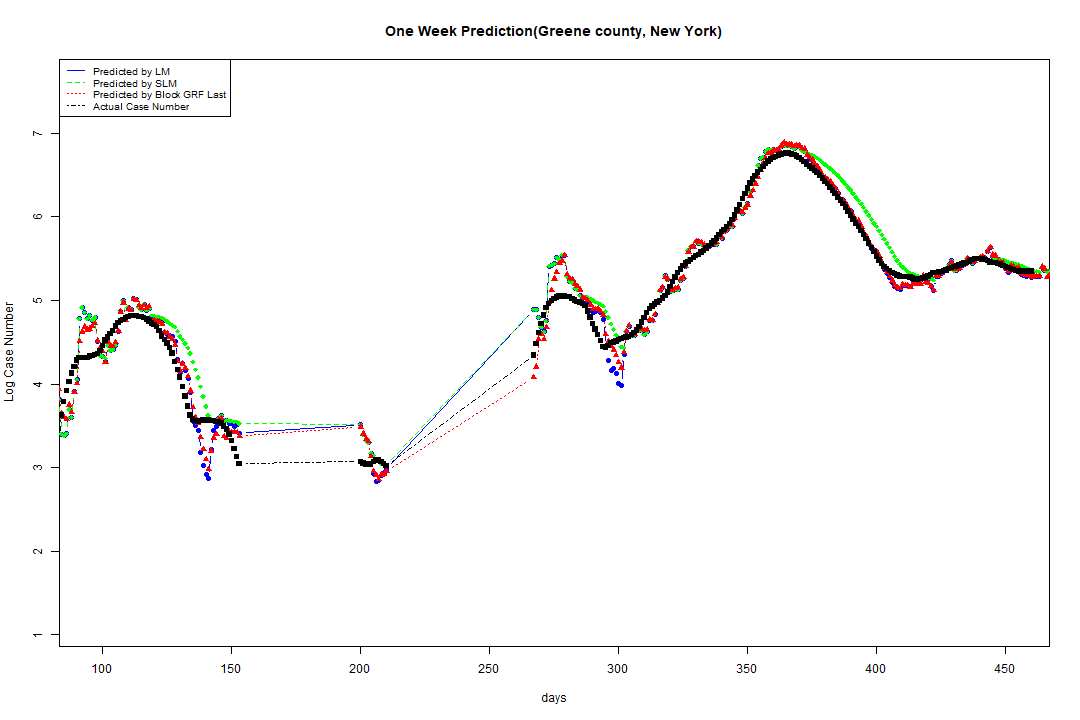 One Week Prediction(Greene county, New York)
Predicted by LM
Predicted by SLM
Predicted by Block GRF Last
Actual Case Number
7
6
5
4
3
2
1
Log Case Number
100 150 200 250 300 350 400 450
days